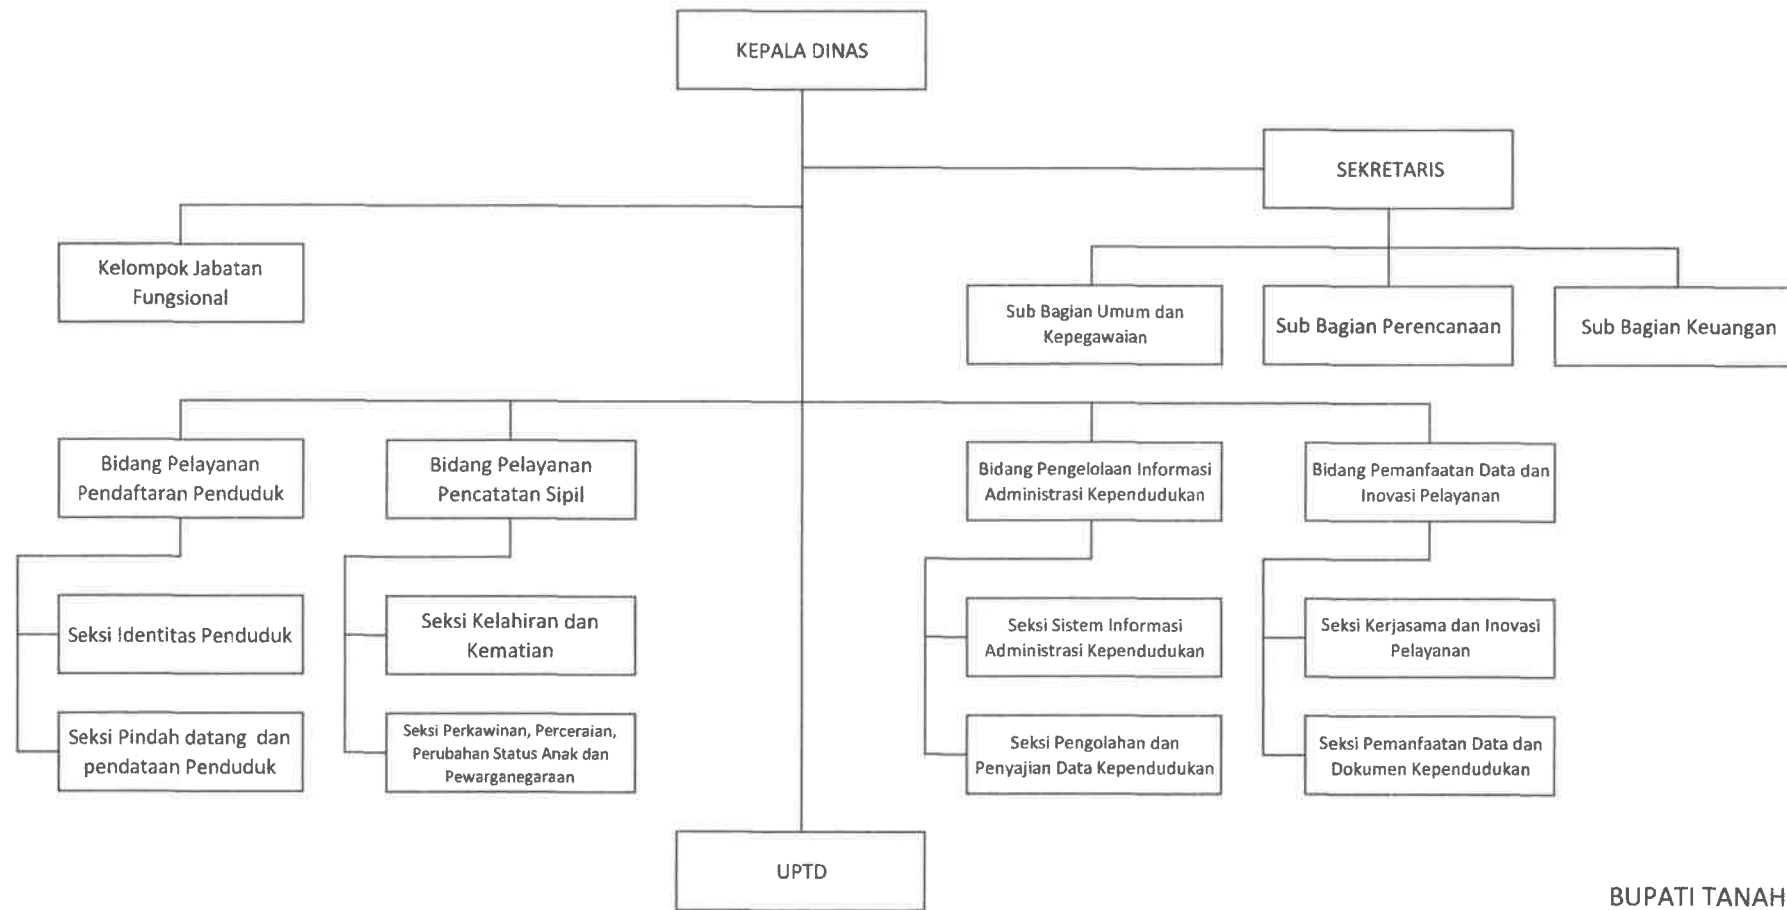 KEPALA DINAS
SEKRETARIS
Kelompok Jabatan
Fungsional
Sub Bagian Umum dan
Kepegawaian
Sub Bagian Perencanaan
Sub Bagian Keuangan
Bidang Pelayanan
Pendaftaran Penduduk
Bidang Pelayanan
Pencatatan Sipil
Bidang Pengelolaan Informasi
Administrasi Kependudukan
Bidang Pemanfaatan Data dan
Inovasi Pelayanan
Seksi Identitas Penduduk
Seksi Kelahiran dan
Kematian
Seksi Sistem Informasi
Administrasi Kependudukan
Seksi Kerjasama dan Inovasi
Pelayanan
Seksi Pindah datang dan
pendataan Penduduk
Seksi Perkawinan, Perceraian,
Perubahan Status Anak dan
Pewarganegaraan
Seksi Pengolahan dan
Penyajian Data Kependudukan
Seksi Pemanfaatan Data dan
Dokumen Kependudukan
UPTD
BUPATI TANAH